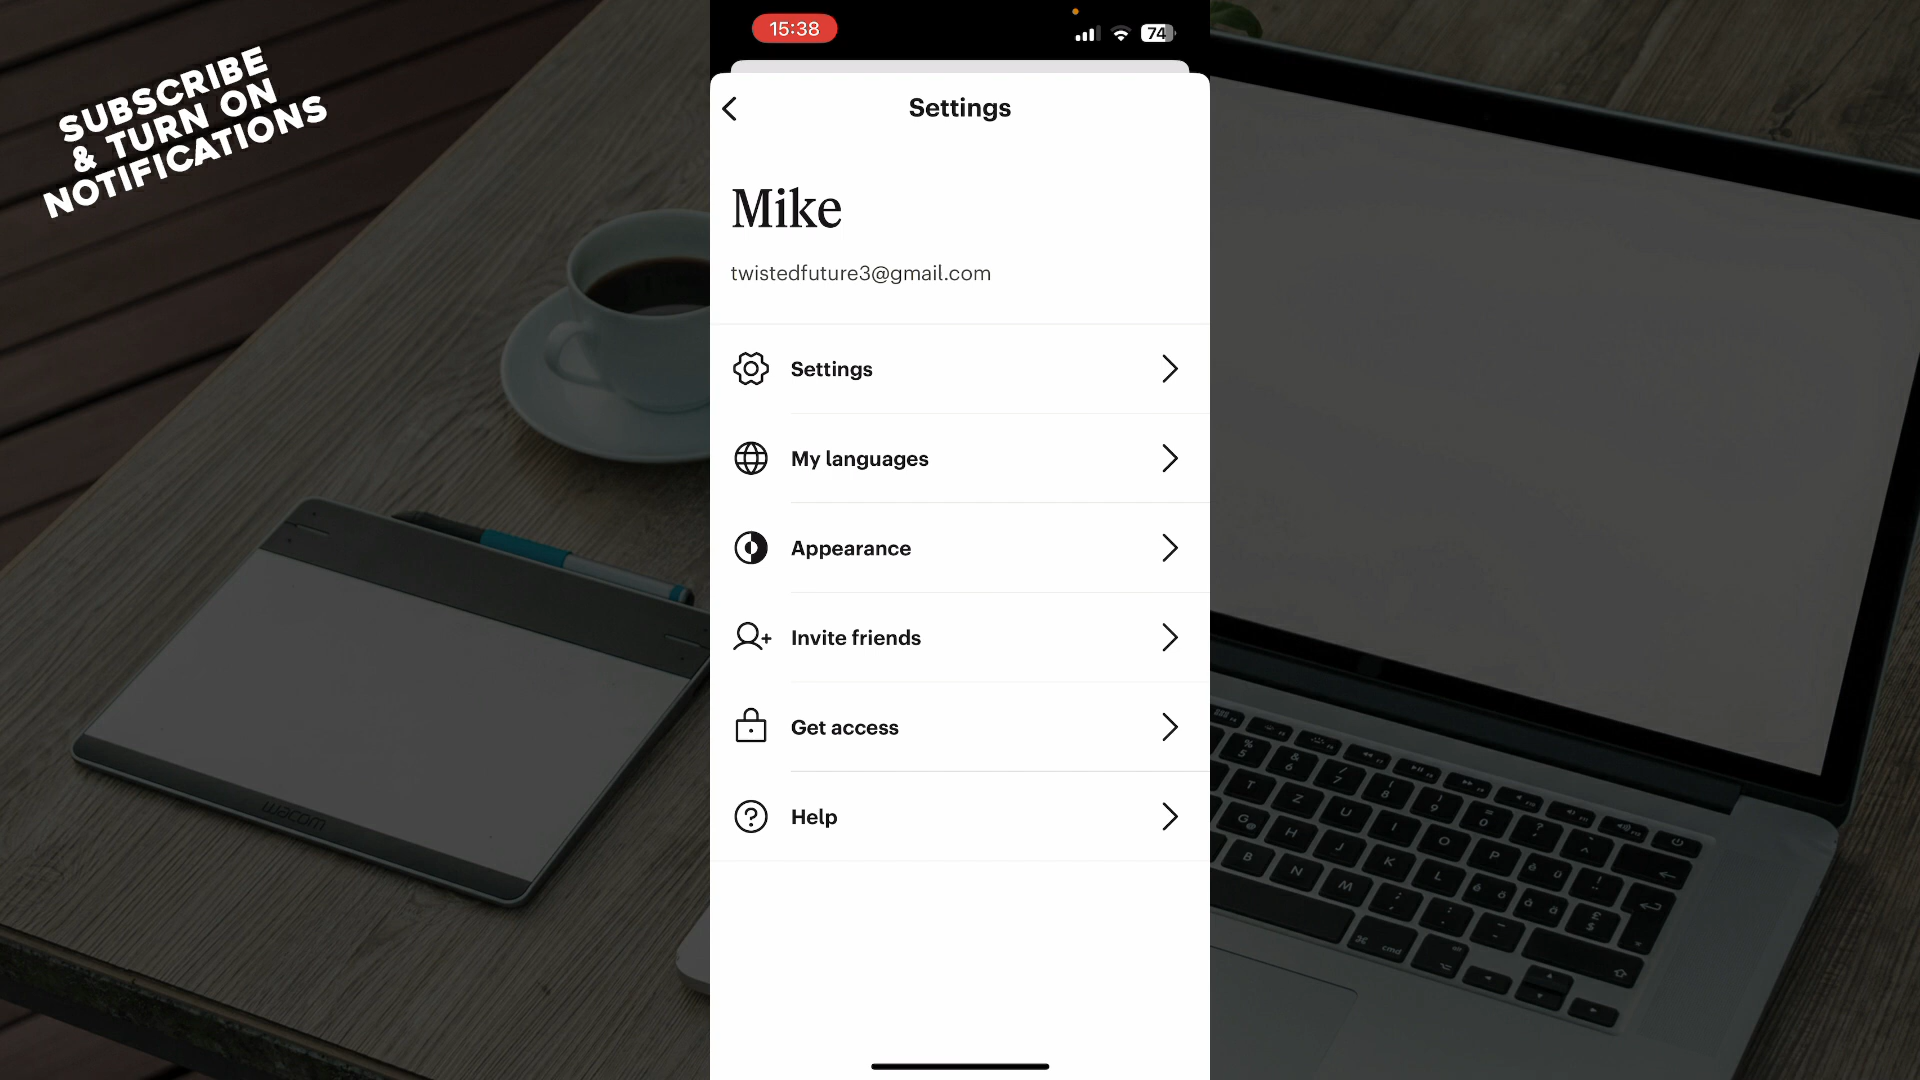 SUBSCRIBE
& TURN ON
NOTIFICATIONS
15:38
74
Settings
Mike
twistedfuture3@gmail.com
Settings
My languages
Appearance
Invite friends
Get access
Help
wacom